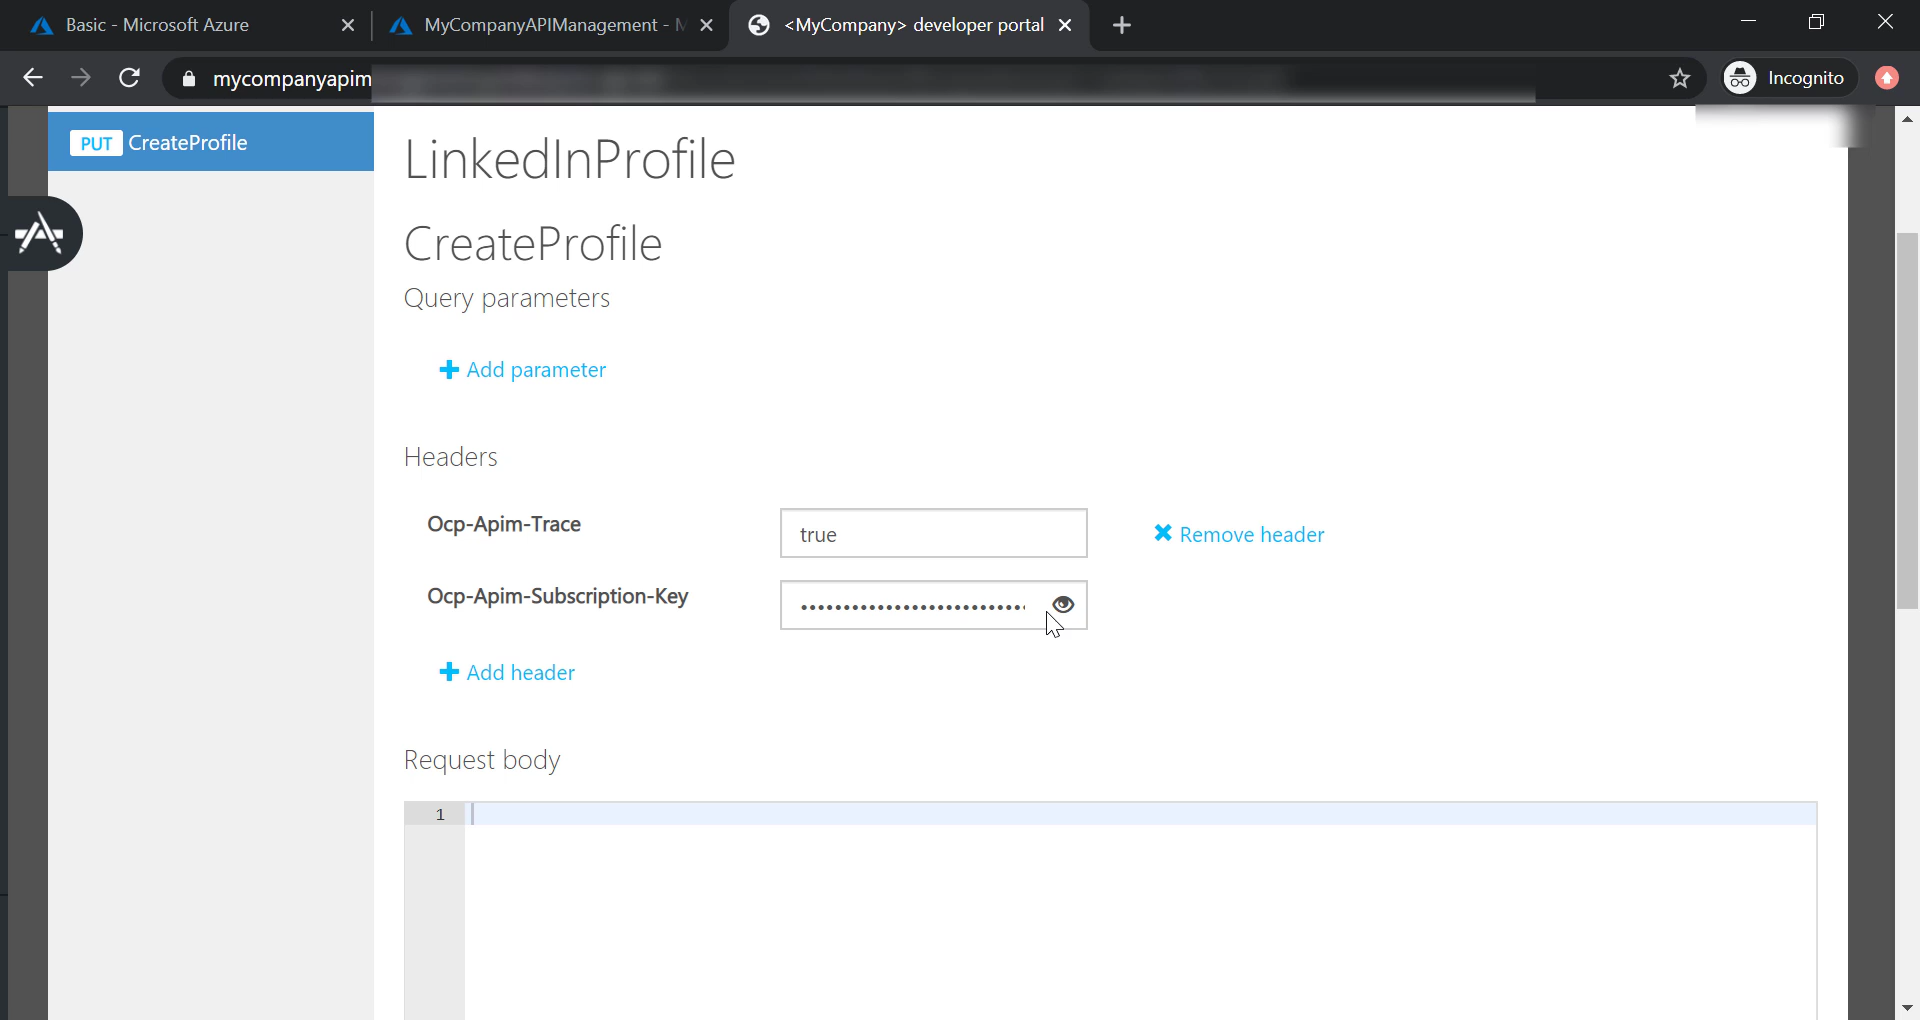 Basic - Microsoft Azure
MyCompanyAPIManagement -
<MyCompany> developer portal
mycompanyapim
Incognito
PUT CreateProfile
LinkedInProfile
CreateProfile
Query parameters
Add parameter
Headers
Ocp-Apim-Trace
true
Remove header
Ocp-Apim-Subscription-Key
••••••••••••••••••••••••••••
Add header
Request body
1